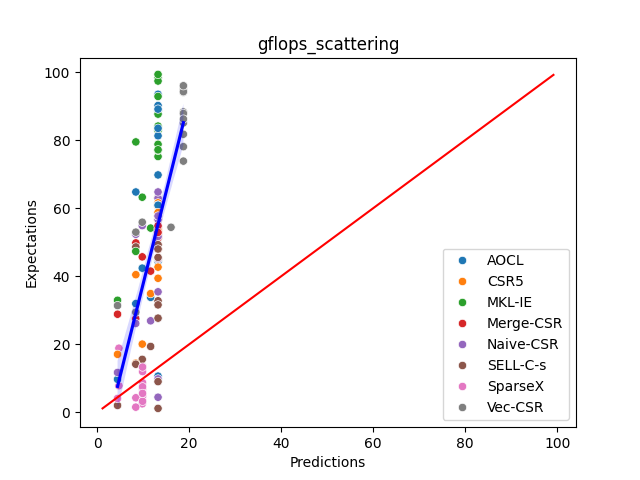 gflops_scattering
Expectations
100
80
60
40
20
0
0 20 40 60 80 100
Predictions
AOCL
CSR5
MKL-IE
Merge-CSR
Naive-CSR
SELL-C-s
SparseX
Vec-CSR